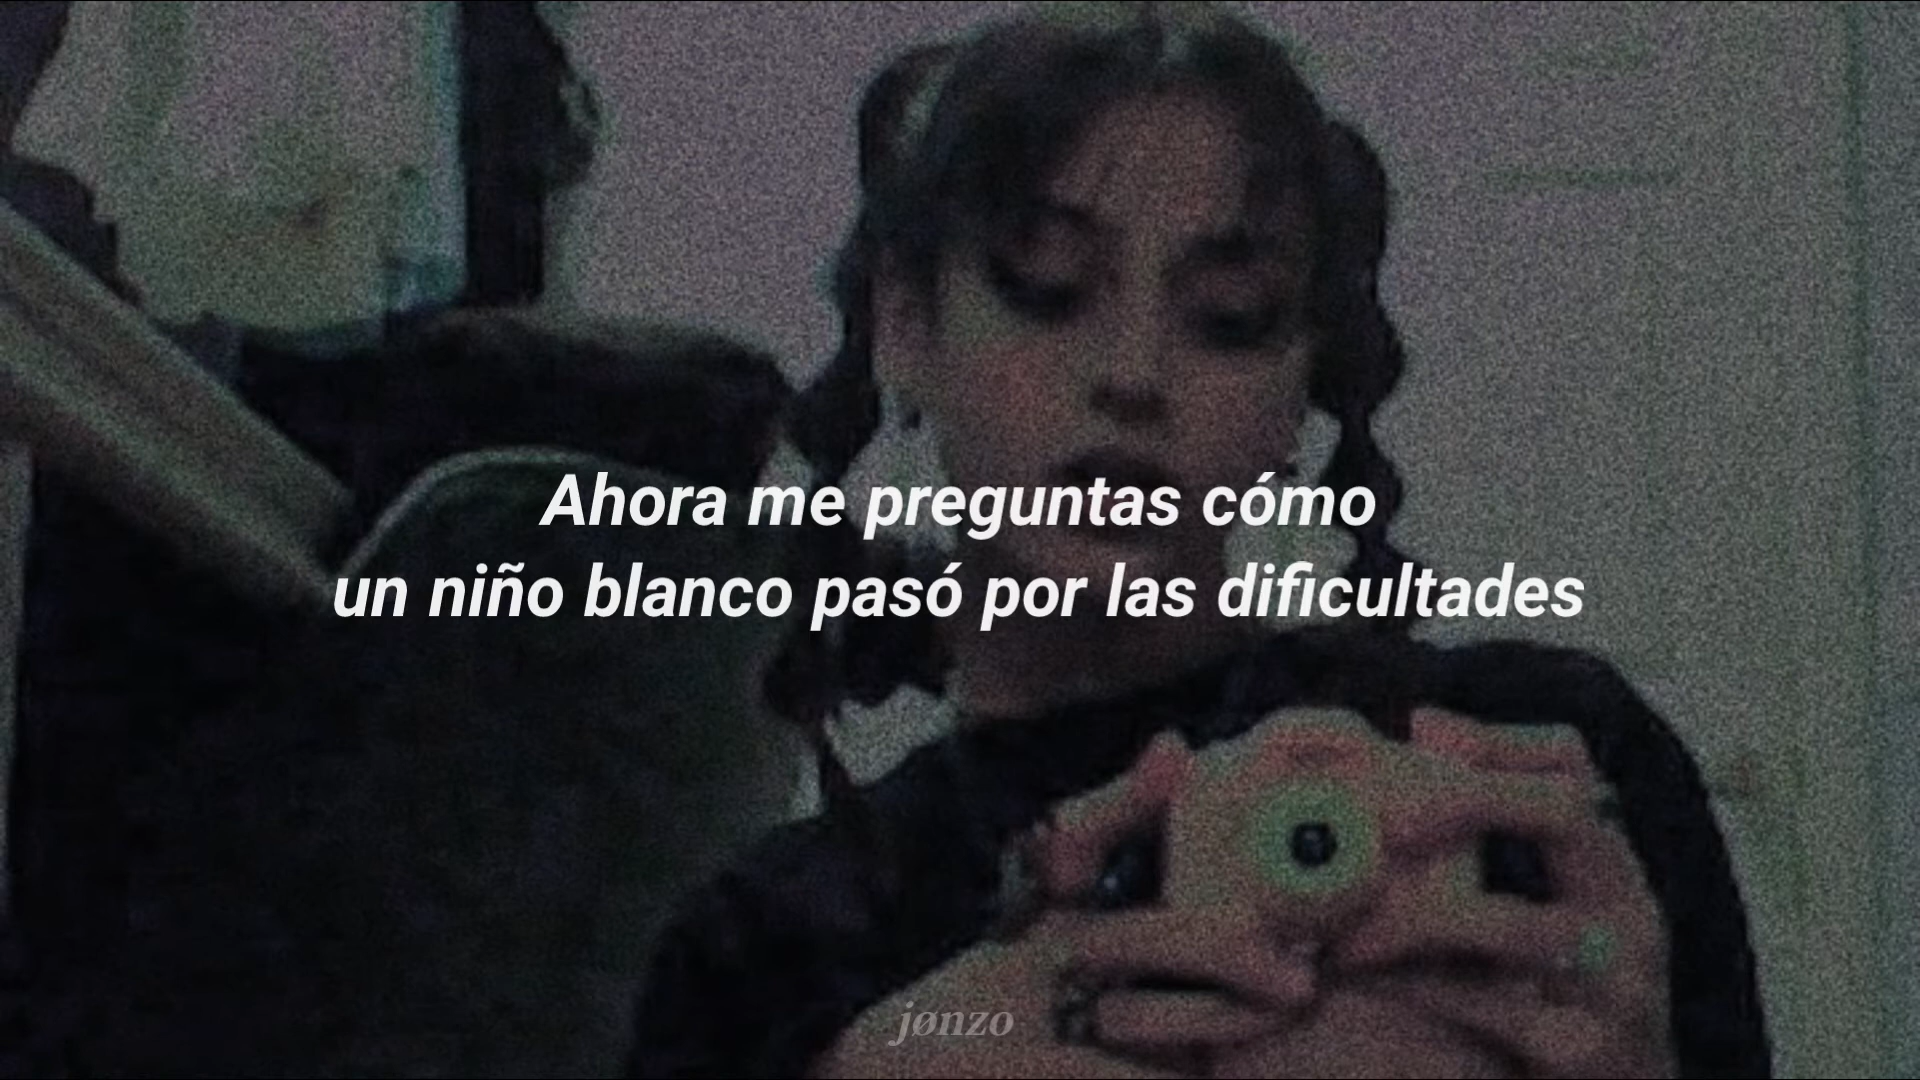 Ahora me preguntas cómo
un niño blanco pasó por las dificultades
jønzo